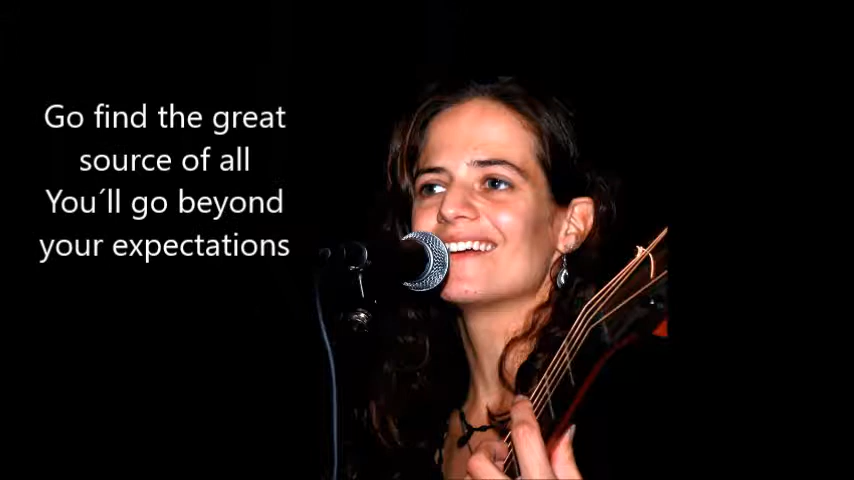 Go find the great
source of all
You´ll go beyond
your expectations